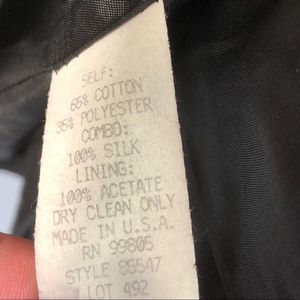 SELF:
65% COTTON
35% POLYESTER
COMBO:
100% SILK
LINING:
100% ACETATE
DRY CLEAN ONLY
MADE IN U.S.A.
RN 99805
STYLE 85547
LOT 492